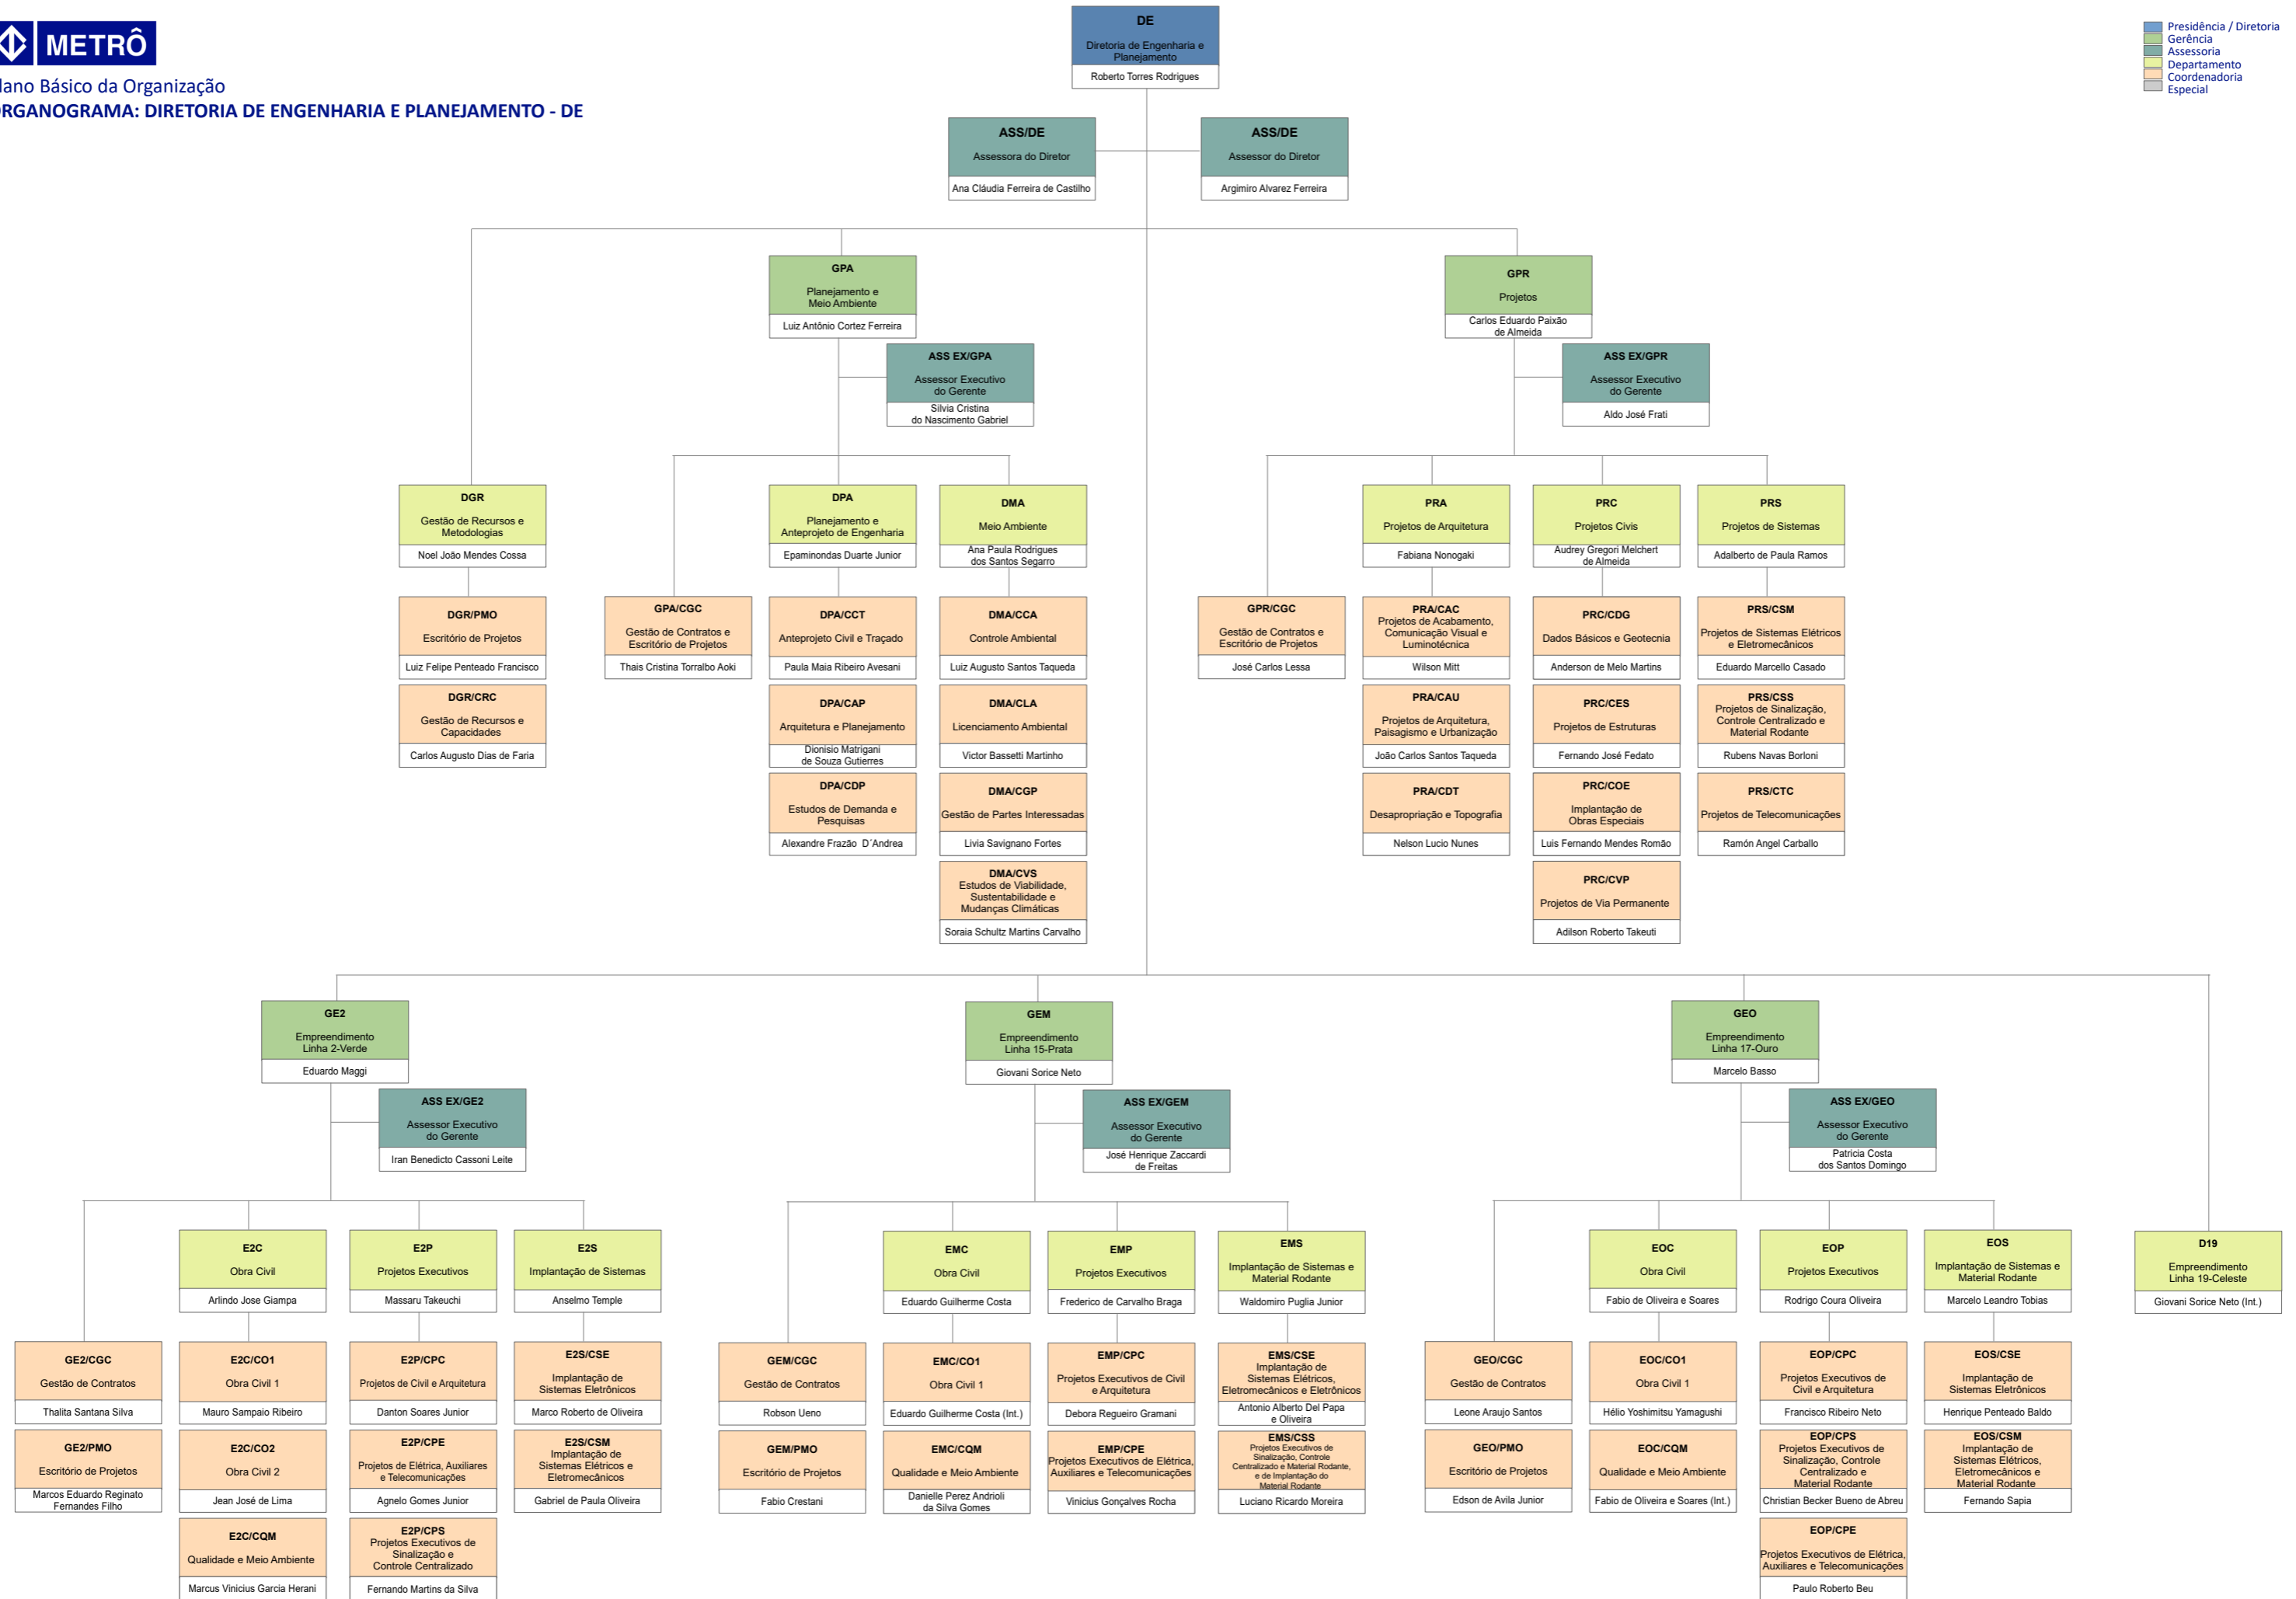 METRÔ
lano Básico da Organização
RGANOGRAMA: DIRETORIA DE ENGENHARIA E PLANEJAMENTO - DE
Presidência / Diretoria
Gerência
Assessoria
Departamento
Coordenadoria
Especial
DE
Diretoria de Engenharia e
Planejamento
Roberto Torres Rodrigues
ASS/DE
Assessora do Diretor
Ana Cláudia Ferreira de Castilho
ASS/DE
Assessor do Diretor
Argimiro Alvarez Ferreira
GPA
Planejamento e
Meio Ambiente
Luiz Antônio Cortez Ferreira
ASS EX/GPA
Assessor Executivo
do Gerente
Silvia Cristina
do Nascimento Gabriel
GPR
Projetos
Carlos Eduardo Paixão
de Almeida
ASS EX/GPR
Assessor Executivo
do Gerente
Aldo José Frati
DGR
Gestão de Recursos e
Metodologias
Noel João Mendes Cossa
DGR/PMO
Escritório de Projetos
Luiz Felipe Penteado Francisco
DGR/CRC
Gestão de Recursos e
Capacidades
Carlos Augusto Dias de Faria
GPA/CGC
Gestão de Contratos e
Escritório de Projetos
Thais Cristina Torralbo Aoki
DPA
Planejamento e
Anteprojeto de Engenharia
Epaminondas Duarte Junior
DPA/CCT
Anteprojeto Civil e Traçado
Paula Maia Ribeiro Avesani
DPA/CAP
Arquitetura e Planejamento
Dionisio Matrigani
de Souza Gutierres
DPA/CDP
Estudos de Demanda e
Pesquisas
Alexandre Frazão D´Andrea
DMA
Meio Ambiente
Ana Paula Rodrigues
dos Santos Segarro
DMA/CCA
Controle Ambiental
Luiz Augusto Santos Taqueda
DMA/CLA
Licenciamento Ambiental
Victor Bassetti Martinho
DMA/CGP
Gestão de Partes Interessadas
Livia Savignano Fortes
DMA/CVS
Estudos de Viabilidade,
Sustentabilidade e
Mudanças Climáticas
Soraia Schultz Martins Carvalho
GPR/CGC
Gestão de Contratos e
Escritório de Projetos
José Carlos Lessa
PRA
Projetos de Arquitetura
Fabiana Nonogaki
PRA/CAC
Projetos de Acabamento,
Comunicação Visual e
Luminotécnica
Wilson Mitt
PRA/CAU
Projetos de Arquitetura,
Paisagismo e Urbanização
João Carlos Santos Taqueda
PRA/CDT
Desapropriação e Topografia
Nelson Lucio Nunes
PRC
Projetos Civis
Audrey Gregori Melchert
de Almeida
PRC/CDG
Dados Básicos e Geotecnia
Anderson de Melo Martins
PRC/CES
Projetos de Estruturas
Fernando José Fedato
PRC/COE
Implantação de
Obras Especiais
Luis Fernando Mendes Romão
PRC/CVP
Projetos de Via Permanente
Adilson Roberto Takeuti
PRS
Projetos de Sistemas
Adalberto de Paula Ramos
PRS/CSM
Projetos de Sistemas Elétricos
e Eletromecânicos
Eduardo Marcello Casado
PRS/CSS
Projetos de Sinalização,
Controle Centralizado e
Material Rodante
Rubens Navas Borloni
PRS/CTC
Projetos de Telecomunicações
Ramón Angel Carballo
GE2
Empreendimento
Linha 2-Verde
Eduardo Maggi
ASS EX/GE2
Assessor Executivo
do Gerente
Iran Benedicto Cassoni Leite
GE2/CGC
Gestão de Contratos
Thalita Santana Silva
GE2/PMO
Escritório de Projetos
Marcos Eduardo Reginato
Fernandes Filho
E2C
Obra Civil
Arlindo Jose Giampa
E2C/CO1
Obra Civil 1
Mauro Sampaio Ribeiro
E2C/CO2
Obra Civil 2
Jean José de Lima
E2C/CQM
Qualidade e Meio Ambiente
Marcus Vinicius Garcia Herani
E2P
Projetos Executivos
Massaru Takeuchi
E2P/CPC
Projetos de Civil e Arquitetura
Danton Soares Junior
E2P/CPE
Projetos de Elétrica, Auxiliares
e Telecomunicações
Agnelo Gomes Junior
E2P/CPS
Projetos Executivos de
Sinalização e
Controle Centralizado
Fernando Martins da Silva
E2S
Implantação de Sistemas
Anselmo Temple
E2S/CSE
Implantação de
Sistemas Eletrônicos
Marco Roberto de Oliveira
E2S/CSM
Implantação de
Sistemas Elétricos e
Eletromecânicos
Gabriel de Paula Oliveira
GEM
Empreendimento
Linha 15-Prata
Giovani Sorice Neto
ASS EX/GEM
Assessor Executivo
do Gerente
José Henrique Zaccardi
de Freitas
GEM/CGC
Gestão de Contratos
Robson Ueno
GEM/PMO
Escritório de Projetos
Fabio Crestani
EMC
Obra Civil
Eduardo Guilherme Costa
EMC/CO1
Obra Civil 1
Eduardo Guilherme Costa (Int.)
EMC/CQM
Qualidade e Meio Ambiente
Danielle Perez Andrioli
da Silva Gomes
EMP
Projetos Executivos
Frederico de Carvalho Braga
EMP/CPC
Projetos Executivos de Civil
e Arquitetura
Debora Regueiro Gramani
EMP/CPE
Projetos Executivos de Elétrica,
Auxiliares e Telecomunicações
Vinicius Gonçalves Rocha
EMS
Implantação de Sistemas e
Material Rodante
Waldomiro Puglia Junior
EMS/CSE
Implantação de
Sistemas Elétricos,
Eletromecânicos e Eletrônicos
Antonio Alberto Del Papa
e Oliveira
EMS/CSS
Projetos Executivos de
Sinalização, Controle
Centralizado e Material Rodante,
e de Implantação do
Material Rodante
Luciano Ricardo Moreira
GEO
Empreendimento
Linha 17-Ouro
Marcelo Basso
ASS EX/GEO
Assessor Executivo
do Gerente
Patricia Costa
dos Santos Domingo
GEO/CGC
Gestão de Contratos
Leone Araujo Santos
GEO/PMO
Escritório de Projetos
Edson de Avila Junior
EOC
Obra Civil
Fabio de Oliveira e Soares
EOC/CO1
Obra Civil 1
Hélio Yoshimitsu Yamagushi
EOC/CQM
Qualidade e Meio Ambiente
Fabio de Oliveira e Soares (Int.)
EOP
Projetos Executivos
Rodrigo Coura Oliveira
EOP/CPC
Projetos Executivos de
Civil e Arquitetura
Francisco Ribeiro Neto
EOP/CPS
Projetos Executivos de
Sinalização, Controle
Centralizado e
Material Rodante
Christian Becker Bueno de Abreu
EOP/CPE
Projetos Executivos de Elétrica,
Auxiliares e Telecomunicações
Paulo Roberto Beu
EOS
Implantação de Sistemas e
Material Rodante
Marcelo Leandro Tobias
EOS/CSE
Implantação de
Sistemas Eletrônicos
Henrique Penteado Baldo
EOS/CSM
Implantação de
Sistemas Elétricos,
Eletromecânicos e
Material Rodante
Fernando Sapia
D19
Empreendimento
Linha 19-Celeste
Giovani Sorice Neto (Int.)